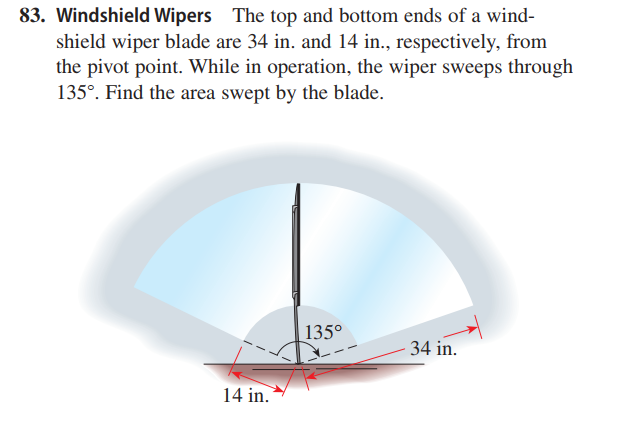 83. Windshield Wipers The top and bottom ends of a wind-
shield wiper blade are 34 in. and 14 in., respectively, from
the pivot point. While in operation, the wiper sweeps through
135°. Find the area swept by the blade.
135°
34 in.
14 in.